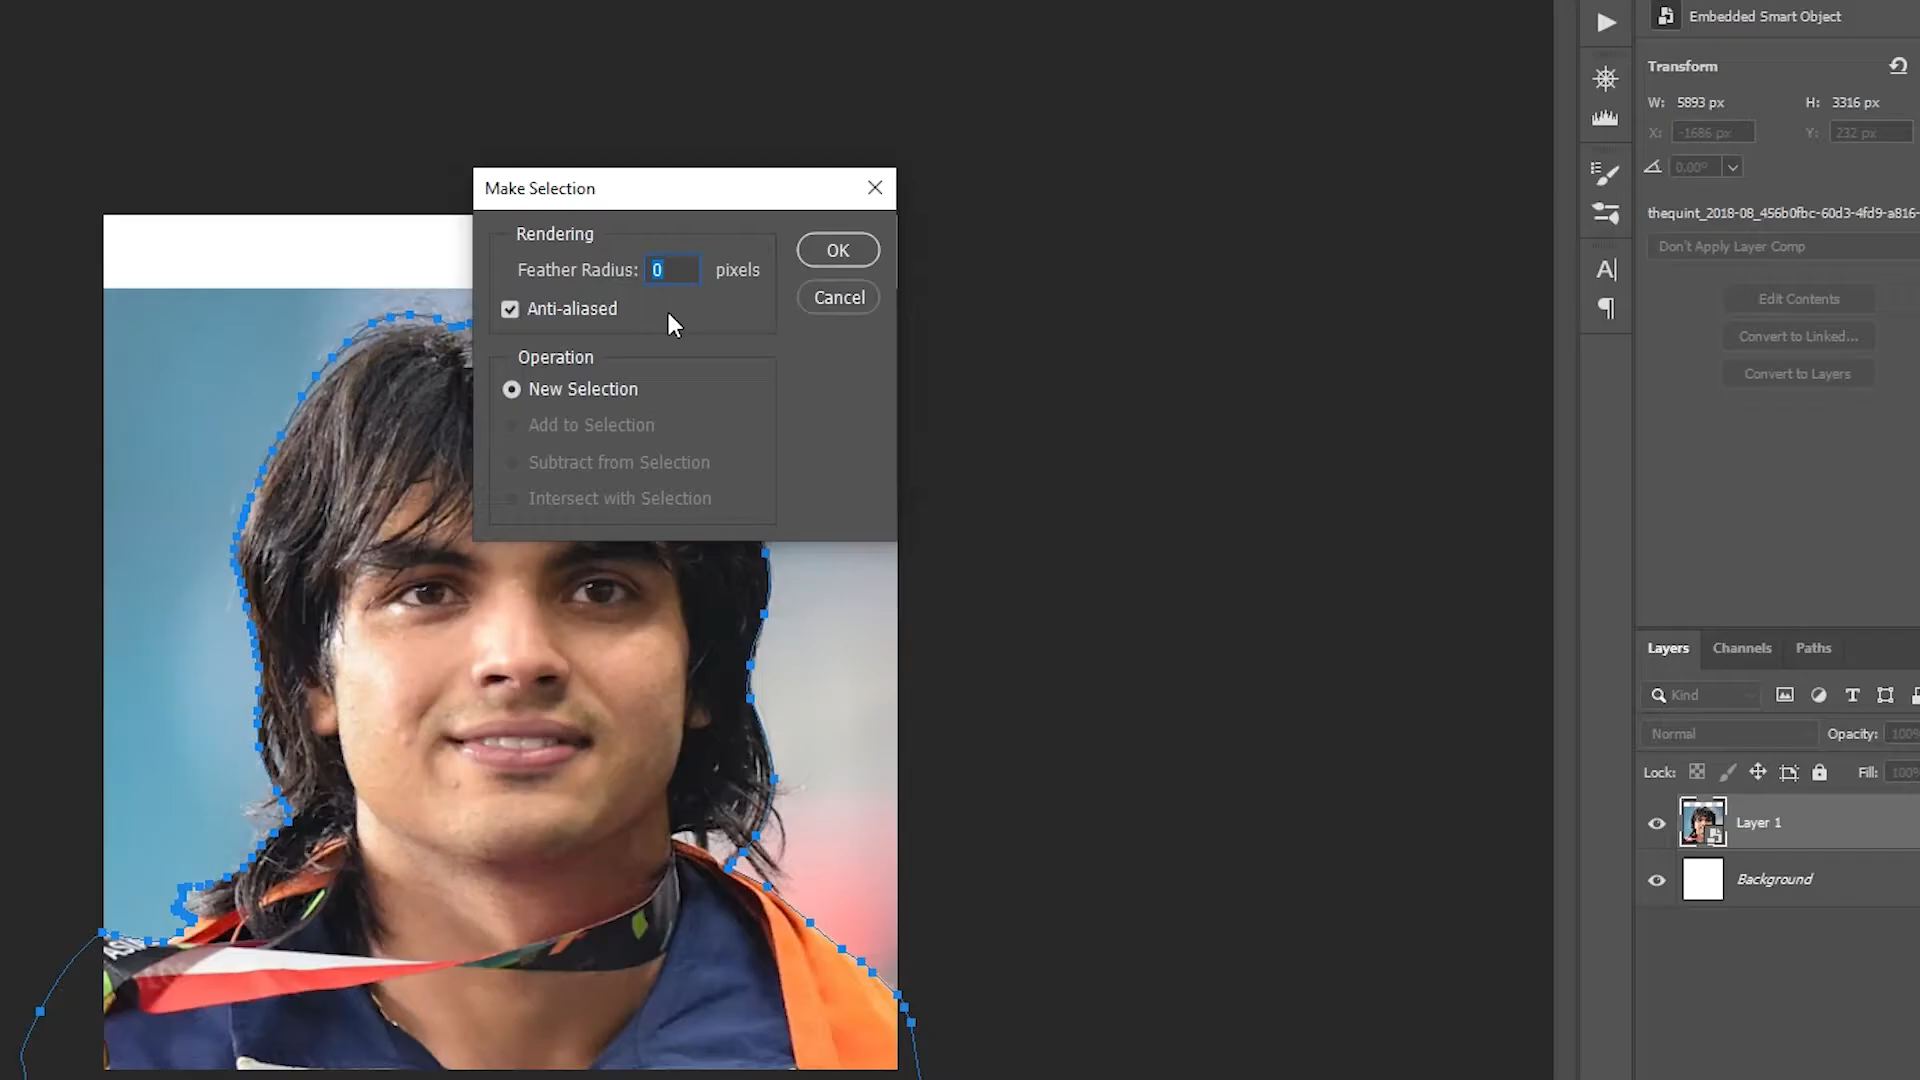 Embedded Smart Object
Transform
W: 5893 px H: 3316 px
X: -1686 px Y: 232 px
0.00°
thequint_2018-08_456b0fbc-60d3-4fd9-a816-
Don't Apply Layer Comp
Edit Contents
Convert to Linked...
Convert to Layers
Make Selection
Rendering
Feather Radius: 0 pixels
Anti-aliased
OK
Cancel
Operation
New Selection
Add to Selection
Subtract from Selection
Intersect with Selection
Layers Channels Paths
Kind
Normal Opacity: 100%
Lock: Fill: 100%
Layer 1
Background
ASIA